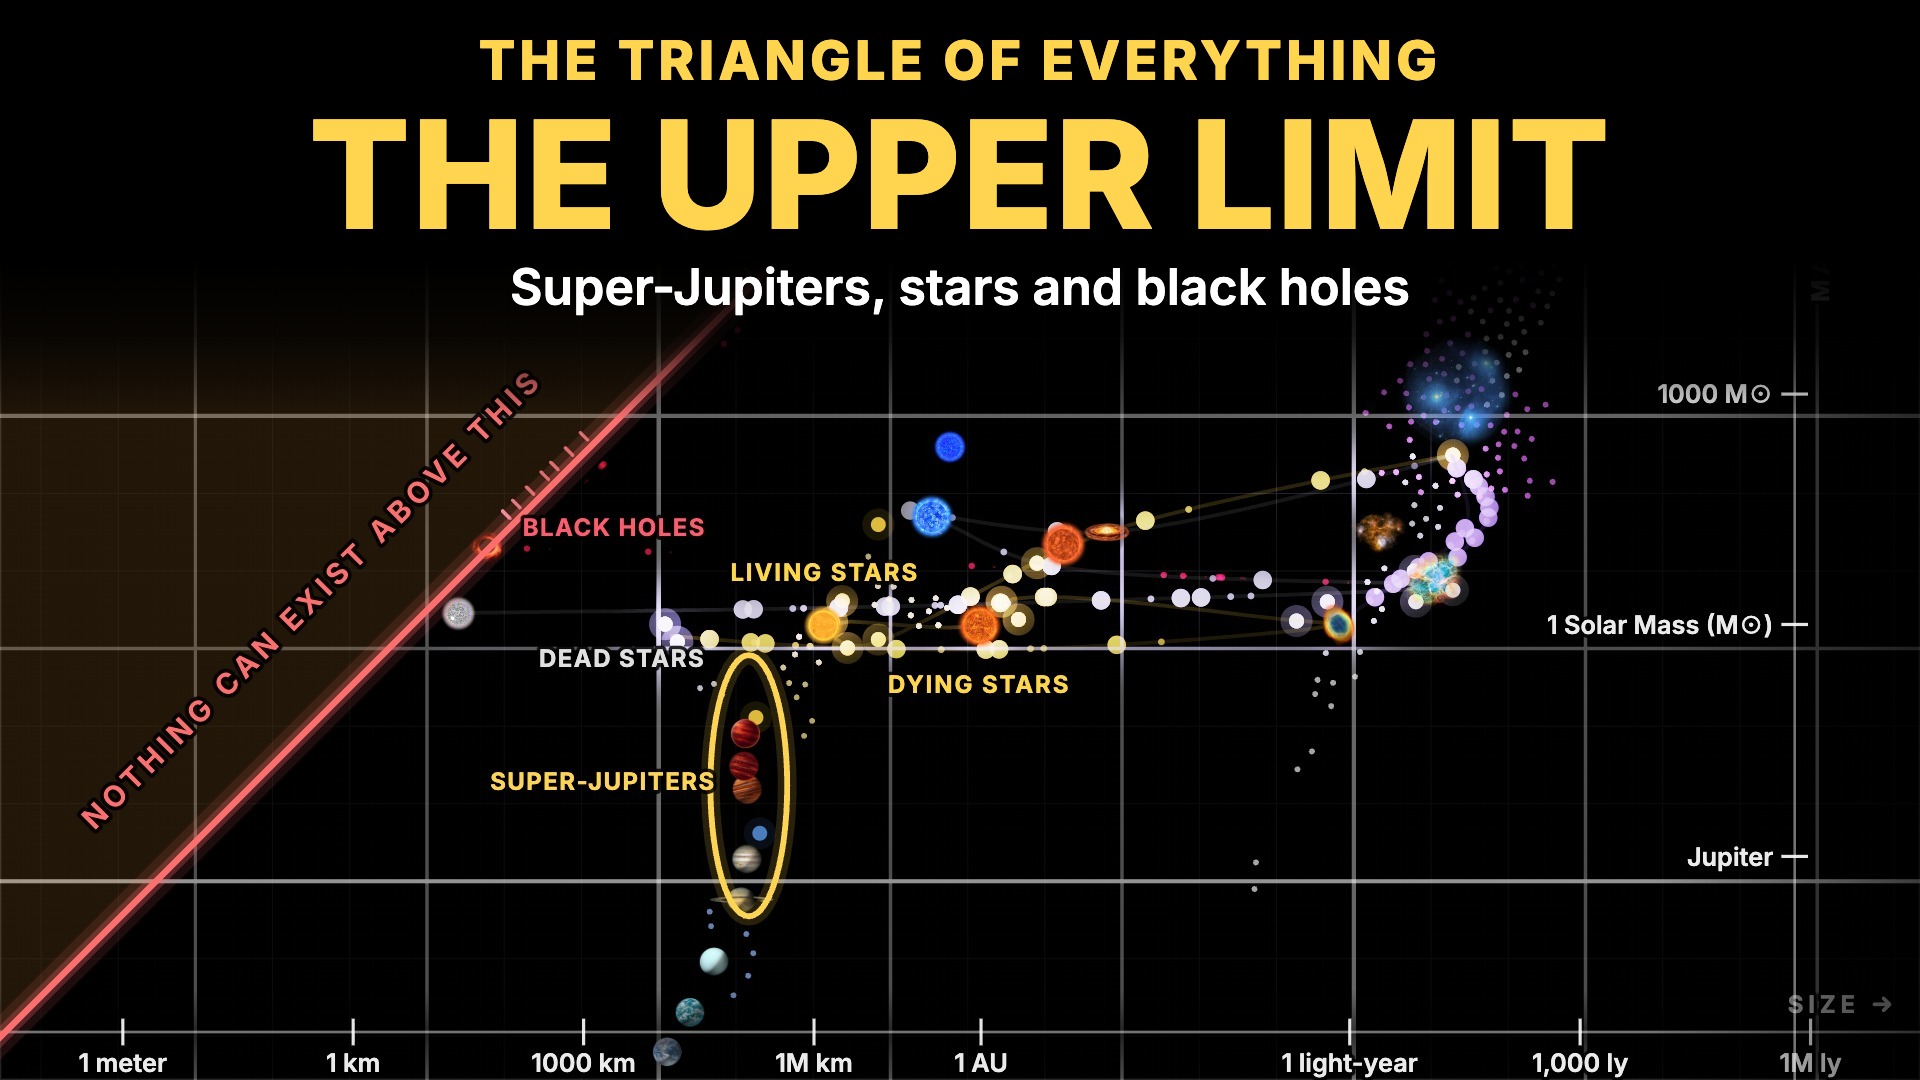 THE TRIANGLE OF EVERYTHING
THE UPPER LIMIT
Super-Jupiters, stars and black holes
NOTHING CAN EXIST ABOVE THIS
1000 M☉
BLACK HOLES
LIVING STARS
1 Solar Mass (M☉)
DEAD STARS
DYING STARS
SUPER-JUPITERS
Jupiter
SIZE →
1 meter
1 km
1000 km
1M km
1 AU
1 light-year
1,000 ly
1M ly